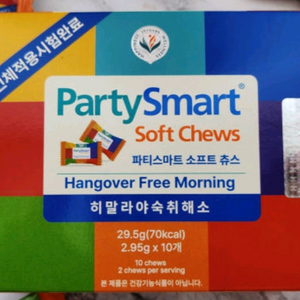 인체적용시험완료
PartySmart®
Soft Chews
파티스마트 소프트 츄스
Hangover Free Morning
히말라야숙취해소
29.5g(70kcal)
2.95g x 10개
10 chews
2 chews per serving
본 제품은 건강기능식품이 아닙니다.